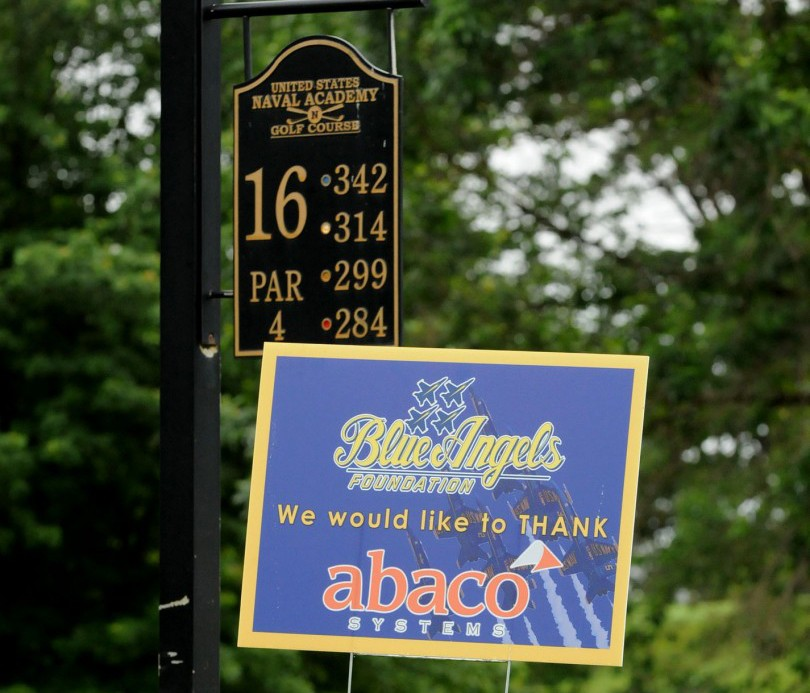 UNITED STATES
NAVAL ACADEMY
N
GOLF COURSE
16
342
314
299
284
PAR
4
Blue Angels
FOUNDATION
We would like to THANK
abaco
SYSTEMS